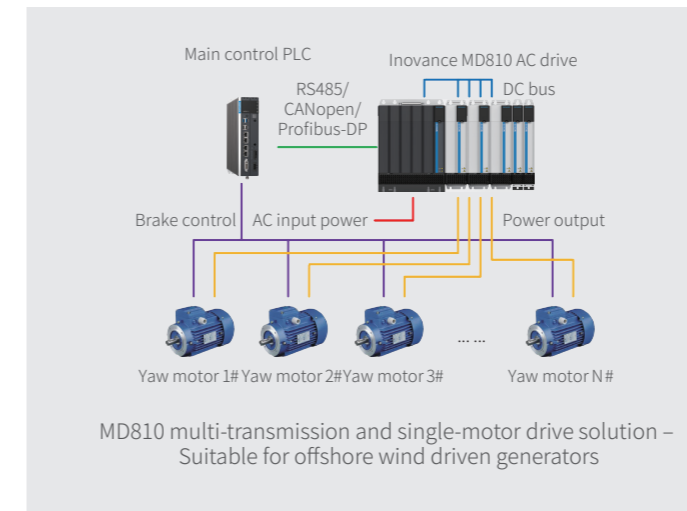 Main control PLC
Inovance MD810 AC drive
RS485/
CANopen/
Profibus-DP
DC bus
Brake control
AC input power
Power output
... ...
Yaw motor 1#
Yaw motor 2#
Yaw motor 3#
Yaw motor N#
MD810 multi-transmission and single-motor drive solution –
Suitable for offshore wind driven generators